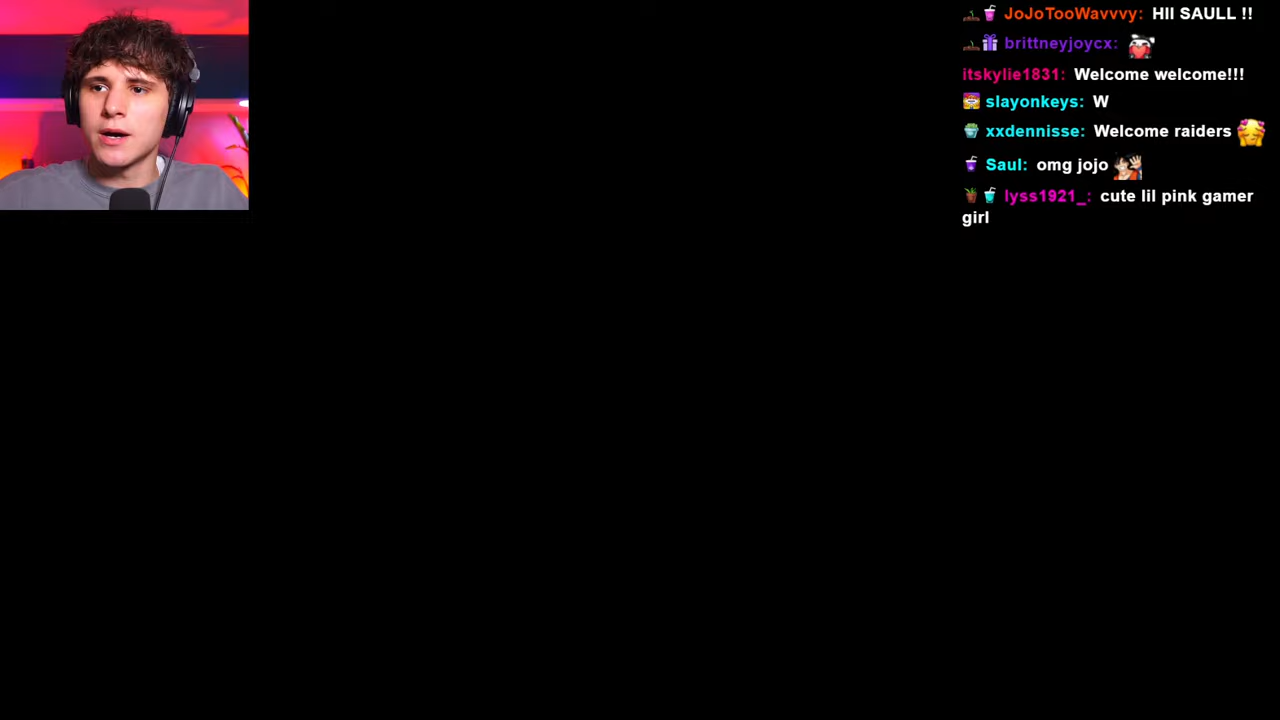 JoJoTooWavvvy: HII SAULL !!
brittneyjoycx:
itskylie1831: Welcome welcome!!!
slayonkeys: W
xxdennisse: Welcome raiders
Saul: omg jojo
lyss1921_: cute lil pink gamer
girl